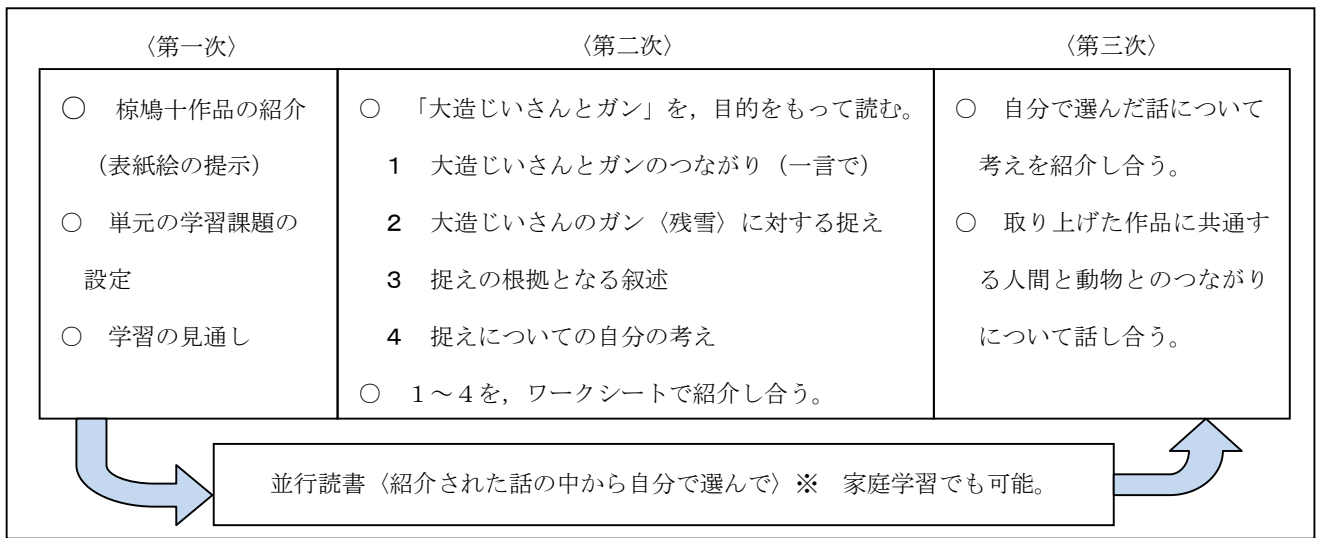 〈第一次〉
○　椋鳩十作品の紹介
（表紙絵の提示）
○　単元の学習課題の
設定
○　学習の見通し
〈第二次〉
○　「大造じいさんとガン」を，目的をもって読む。
1　大造じいさんとガンのつながり（一言で）
2　大造じいさんのガン〈残雪〉に対する捉え
3　捉えの根拠となる叙述
4　捉えについての自分の考え
○　１～４を，ワークシートで紹介し合う。
〈第三次〉
○　自分で選んだ話について
考えを紹介し合う。
○　取り上げた作品に共通す
る人間と動物とのつながり
について話し合う。
並行読書〈紹介された話の中から自分で選んで〉※　家庭学習でも可能。